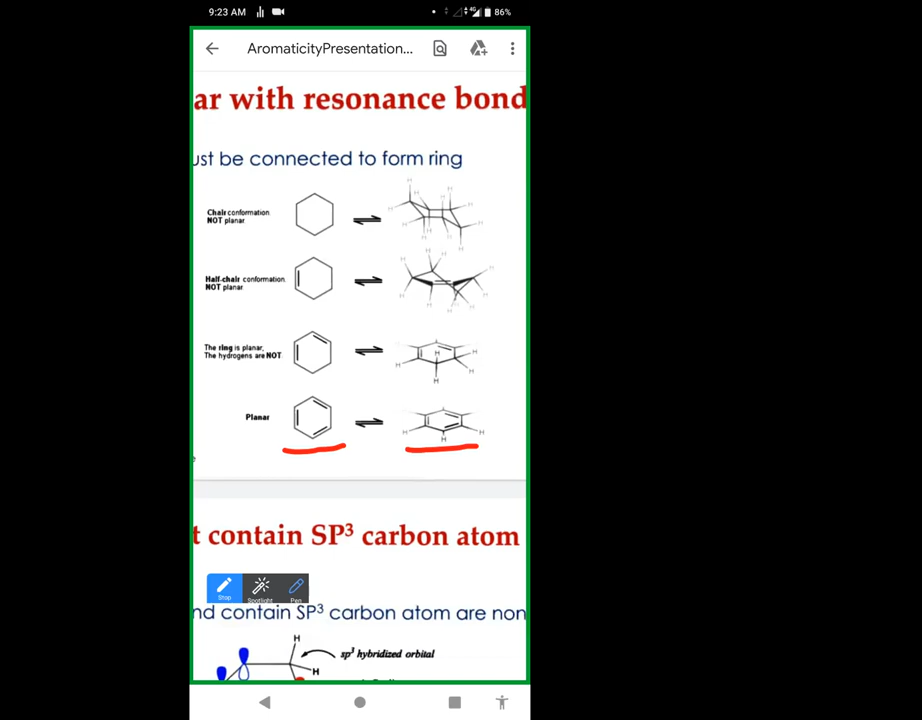 9:23 AM 4G 86%
AromaticityPresentation...
ar with resonance bond
ust be connected to form ring
Chair conformation
NOT planar
Half-chair conformation
NOT planar
The ring is planar,
The hydrogens are NOT
Planar
t contain SP³ carbon atom
Stop Spotlight Pen
nd contain SP³ carbon atom are non
H
sp³ hybridized orbital
H